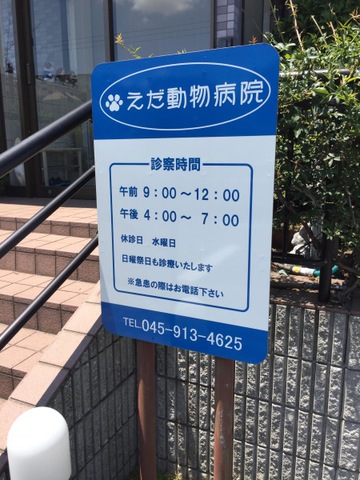 えだ動物病院
診察時間
午前 9:00～12:00
午後 4:00～ 7:00
休診日 水曜日
日曜祭日も診療いたします
※急患の際はお電話下さい
TEL.045-913-4625